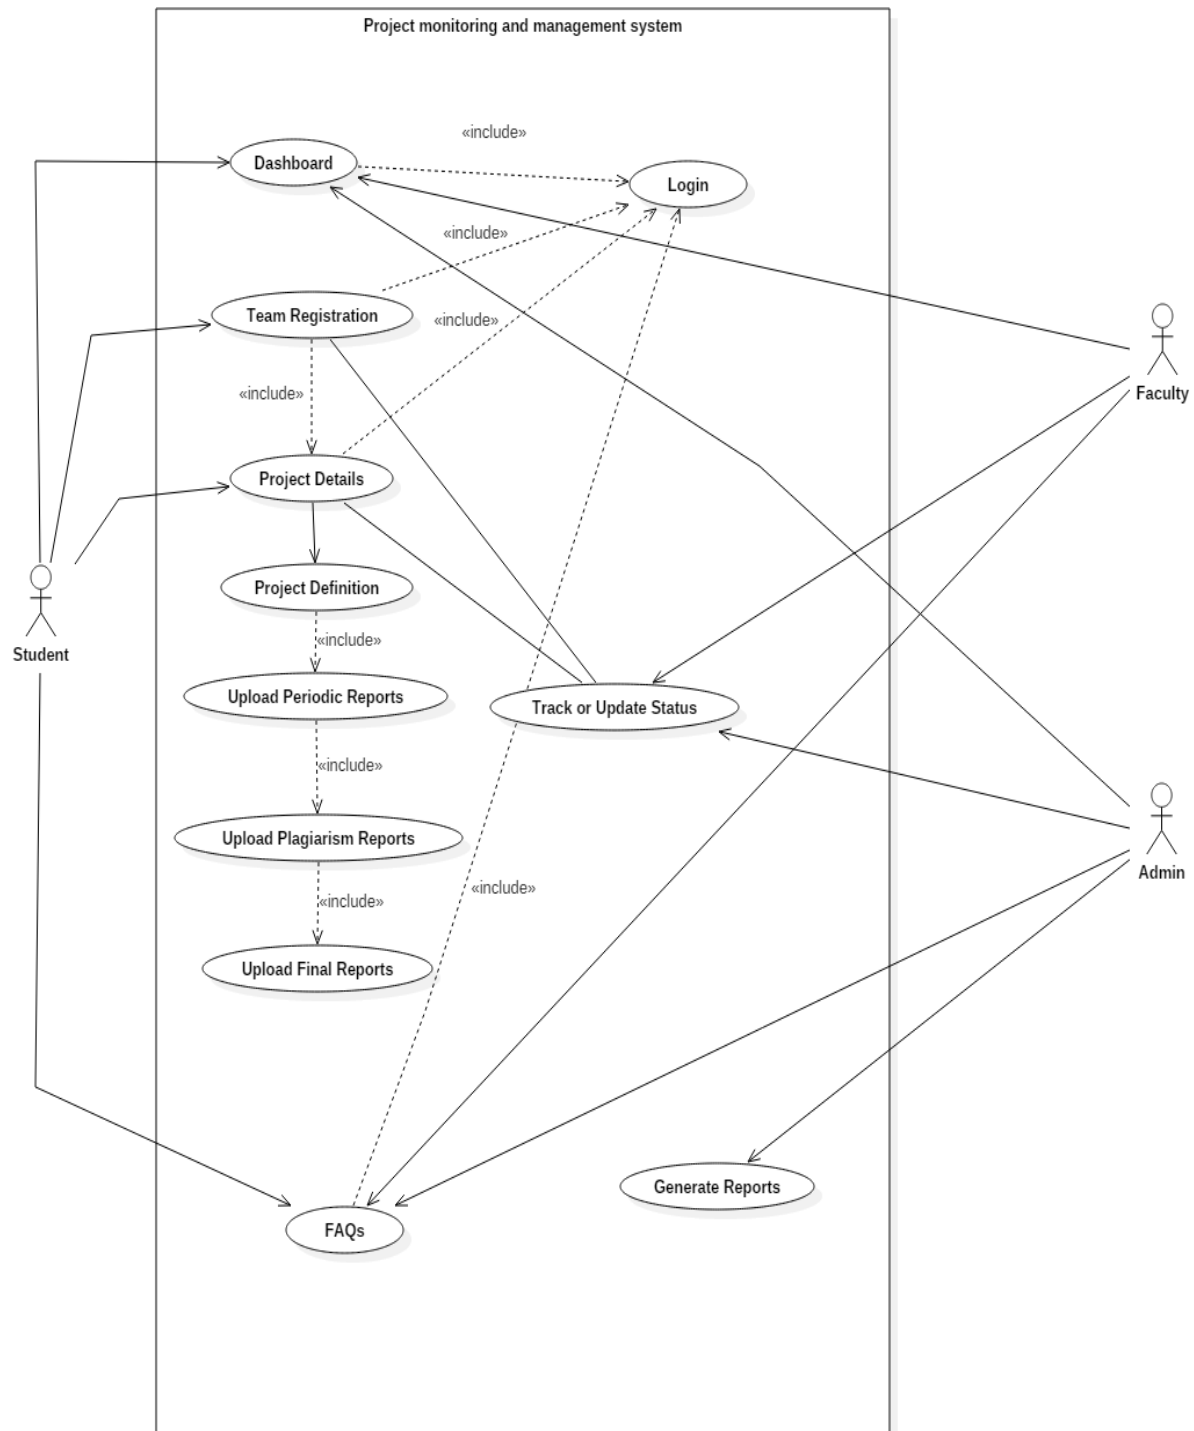 Project monitoring and management system
«include»
Dashboard
Login
«include»
Team Registration
«include»
«include»
Faculty
Project Details
Project Definition
«include»
Student
Upload Periodic Reports
Track or Update Status
«include»
Upload Plagiarism Reports
Admin
«include»
«include»
Upload Final Reports
Generate Reports
FAQs